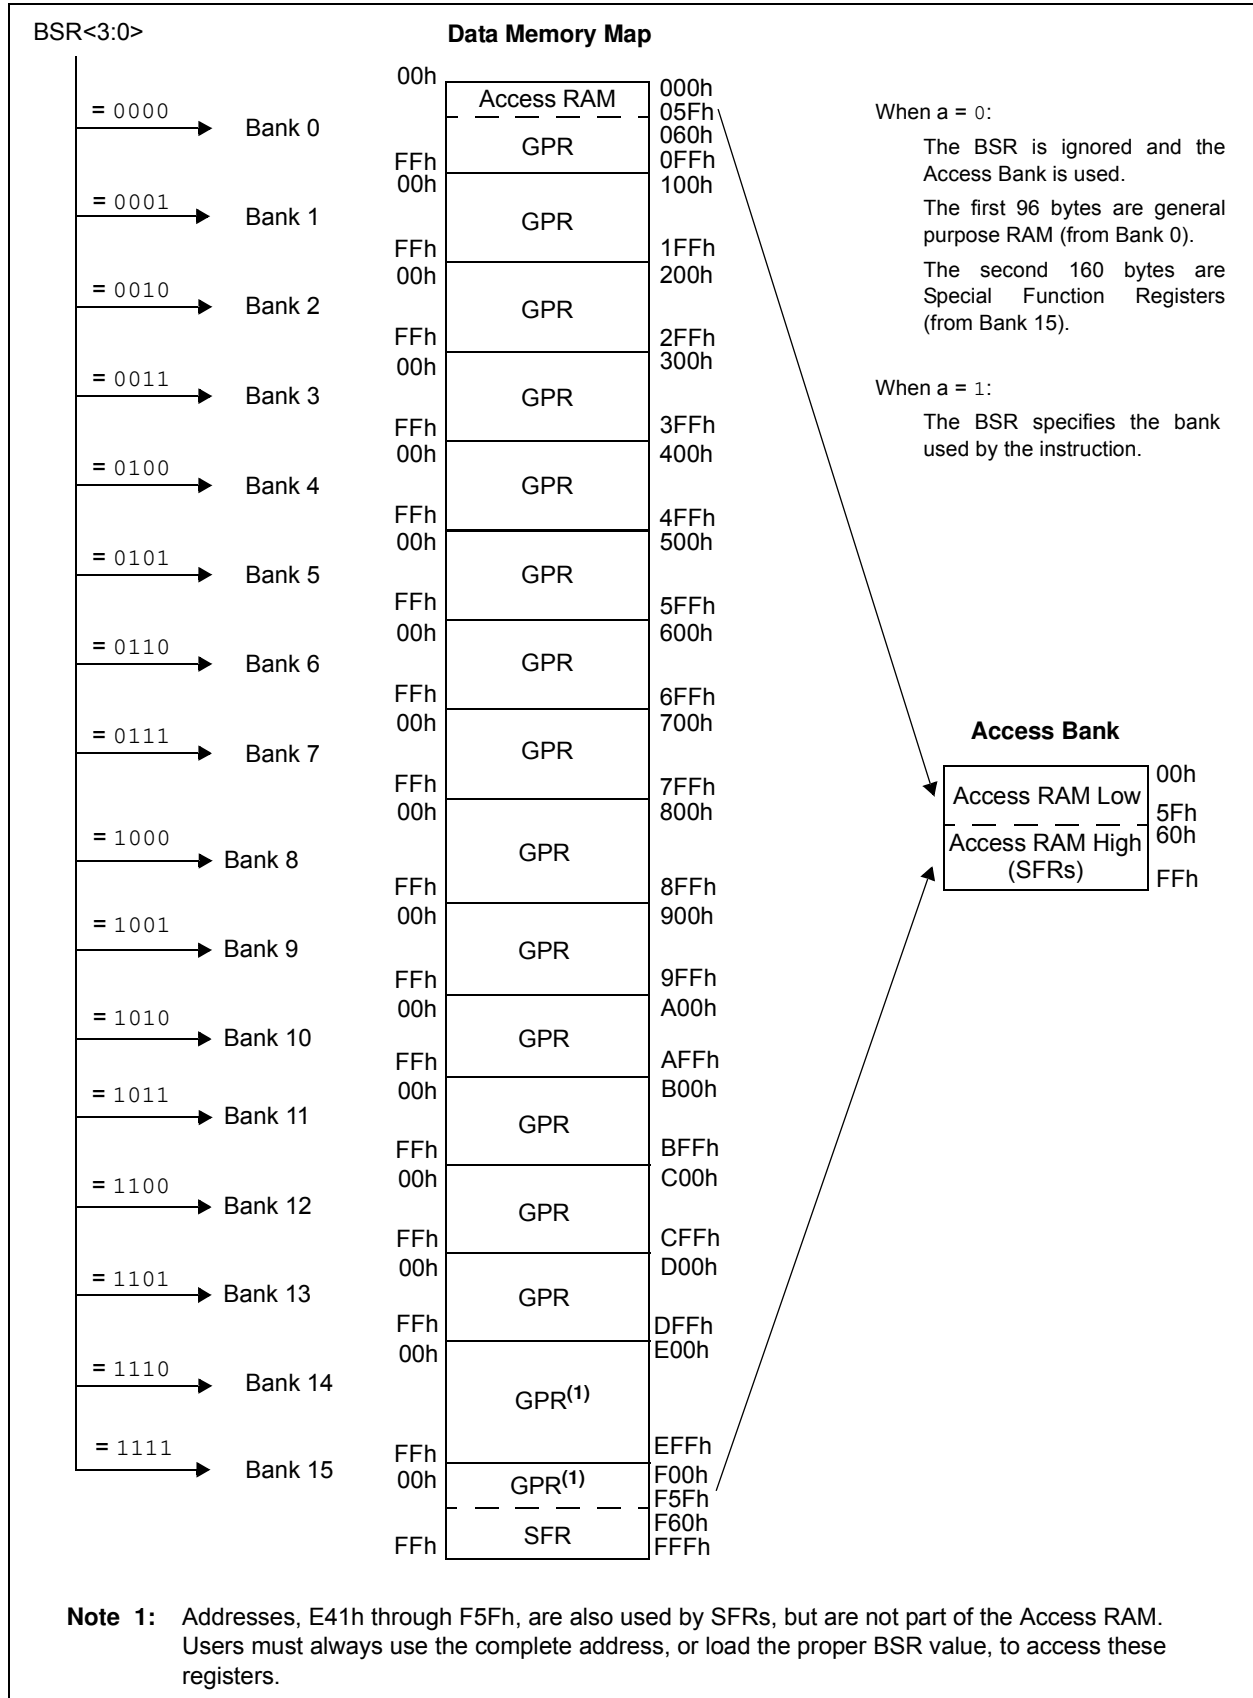 BSR<3:0>
Data Memory Map
00h
Access RAM
000h
05Fh
= 0000
Bank 0
060h
GPR
FFh
0FFh
00h
100h
= 0001
Bank 1
GPR
FFh
1FFh
00h
200h
= 0010
Bank 2
GPR
FFh
2FFh
00h
300h
= 0011
Bank 3
GPR
FFh
3FFh
00h
400h
= 0100
Bank 4
GPR
FFh
4FFh
00h
500h
= 0101
Bank 5
GPR
FFh
5FFh
00h
600h
= 0110
Bank 6
GPR
FFh
6FFh
00h
700h
= 0111
Bank 7
GPR
FFh
7FFh
00h
800h
= 1000
Bank 8
GPR
FFh
8FFh
00h
900h
= 1001
Bank 9
GPR
FFh
9FFh
00h
A00h
= 1010
Bank 10
GPR
FFh
AFFh
00h
B00h
= 1011
Bank 11
GPR
FFh
BFFh
00h
C00h
= 1100
Bank 12
GPR
FFh
CFFh
00h
D00h
= 1101
Bank 13
GPR
FFh
DFFh
00h
E00h
= 1110
Bank 14
GPR(1)
FFh
EFFh
= 1111
Bank 15
00h
GPR(1)
F00h
F5Fh
F60h
SFR
FFh
FFFh
When a = 0:
The BSR is ignored and the
Access Bank is used.
The first 96 bytes are general
purpose RAM (from Bank 0).
The second 160 bytes are
Special Function Registers
(from Bank 15).
When a = 1:
The BSR specifies the bank
used by the instruction.
Access Bank
00h
Access RAM Low
5Fh
60h
Access RAM High
(SFRs)
FFh
Note 1: Addresses, E41h through F5Fh, are also used by SFRs, but are not part of the Access RAM.
Users must always use the complete address, or load the proper BSR value, to access these
registers.